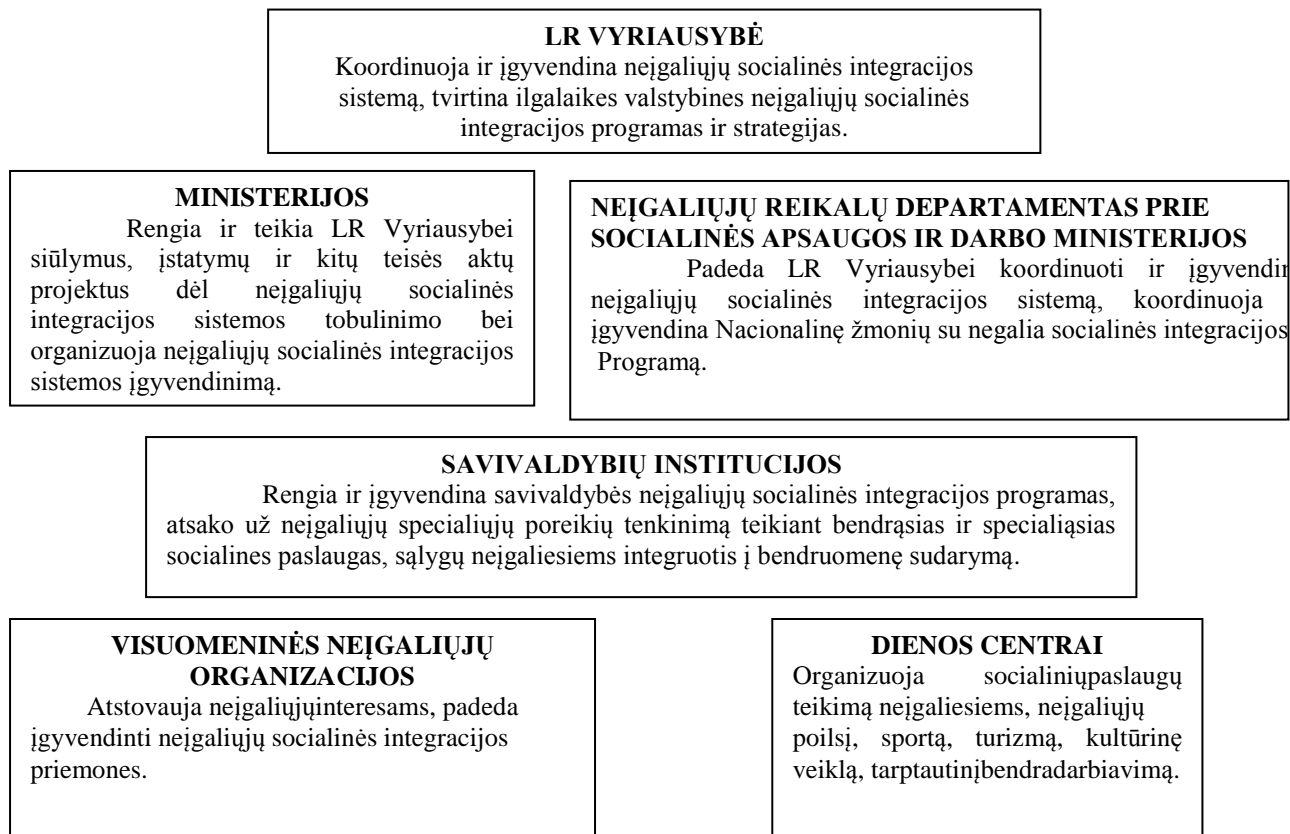 LR VYRIAUSYBĖ
Koordinuoja ir įgyvendina neįgaliųjų socialinės integracijos
sistemą, tvirtina ilgalaikes valstybines neįgaliųjų socialinės
integracijos programas ir strategijas.
MINISTERIJOS
Rengia ir teikia LR Vyriausybei
siūlymus, įstatymų ir kitų teisės aktų
projektus dėl neįgaliųjų socialinės
integracijos sistemos tobulinimo bei
organizuoja neįgaliųjų socialinės integracijos
sistemos įgyvendinimą.
NEĮGALIŲJŲ REIKALŲ DEPARTAMENTAS PRIE
SOCIALINĖS APSAUGOS IR DARBO MINISTERIJOS
Padeda LR Vyriausybei koordinuoti ir
neįgaliųjų socialinės integracijos sistemą, koordinuoja
įgyvendina Nacionalinę žmonių su negalia socialinės integracijos
Programą.
SAVIVALDYBIŲ INSTITUCIJOS
Rengia ir įgyvendina savivaldybės neįgaliųjų socialinės integracijos programas,
atsako už neįgaliųjų specialiųjų poreikių tenkinimą teikiant bendrąsias ir specialiąsias
socialines paslaugas, sąlygų neįgaliesiems integruotis į bendruomenę sudarymą.
VISUOMENINĖS NEĮGALIŲJŲ
ORGANIZACIJOS
Atstovauja neįgaliųjųinteresams, padeda
įgyvendinti neįgaliųjų socialinės integracijos
priemones.
DIENOS CENTRAI
Organizuoja socialiniųpaslaugų
teikimą neįgaliesiems, neįgaliųjų
poilsį, sportą, turizmą, kultūrinę
veiklą, tarptautinįbendradarbiavimą.